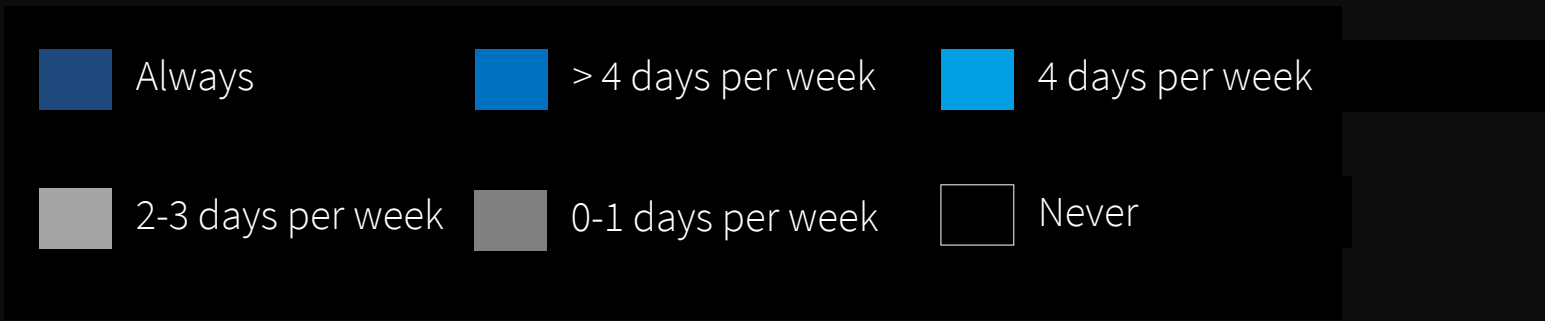 Always
> 4 days per week
4 days per week
2-3 days per week
0-1 days per week
Never